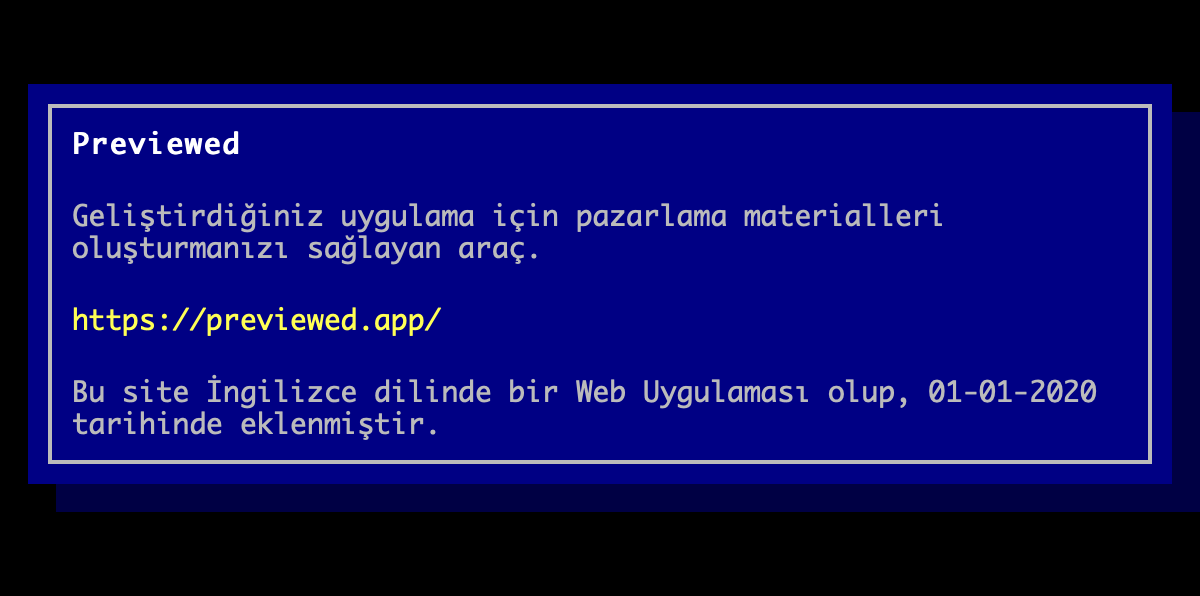 Previewed
Geliştirdiğiniz uygulama için pazarlama materialleri
oluşturmanızı sağlayan araç.
https://previewed.app/
Bu site İngilizce dilinde bir Web Uygulaması olup, 01-01-2020
tarihinde eklenmiştir.